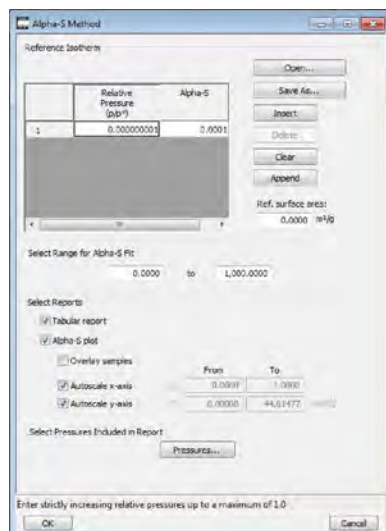 Alpha-S Method
Reference Isotherm
Open...
Relative Pressure (p/p°) Alpha-S
Save As...
1 0.000000001 0.0001
Insert
Delete
Clear
Append
Ref. surface area:
0.0000 m²/g
Select Range for Alpha-S Fit
0.0000 to 1,000.0000
Select Reports
Tabular report
Alpha-S plot
Overlay samples
From To
Autoscale x-axis 0.0000 1.0000
Autoscale y-axis 0.00000 44.61477
Select Pressures Included in Report
Pressures...
Enter strictly increasing relative pressures up to a maximum of 1.0
OK Cancel